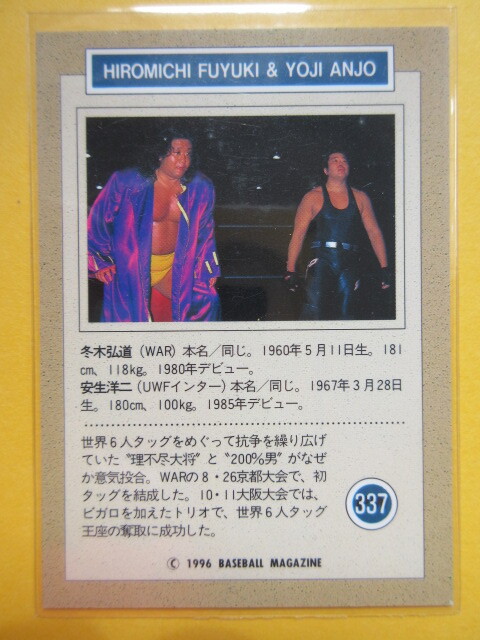 HIROMICHI FUYUKI & YOJI ANJO
冬木弘道（WAR）本名／同じ。1960年5月11日生。181
cm、118kg。1980年デビュー。
安生洋二（UWFインター）本名／同じ。1967年3月28日
生。180cm、100kg。1985年デビュー。
世界6人タッグをめぐって抗争を繰り広げ
ていた〝理不尽大将〟と〝200％男〟がなぜ
か意気投合。WARの8・26京都大会で、初
タッグを結成した。10・11大阪大会では、
ビガロを加えたトリオで、世界6人タッグ
王座の奪取に成功した。
337
© 1996 BASEBALL MAGAZINE